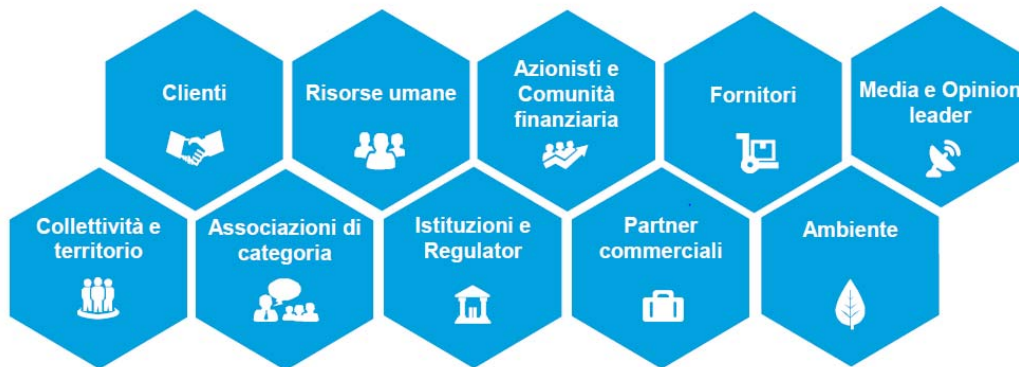 Clienti
Risorse umane
Azionisti e
Comunità
finanziaria
Fornitori
Media e Opinion
leader
Collettività e
territorio
Associazioni di
categoria
Istituzioni e
Regulator
Partner
commerciali
Ambiente